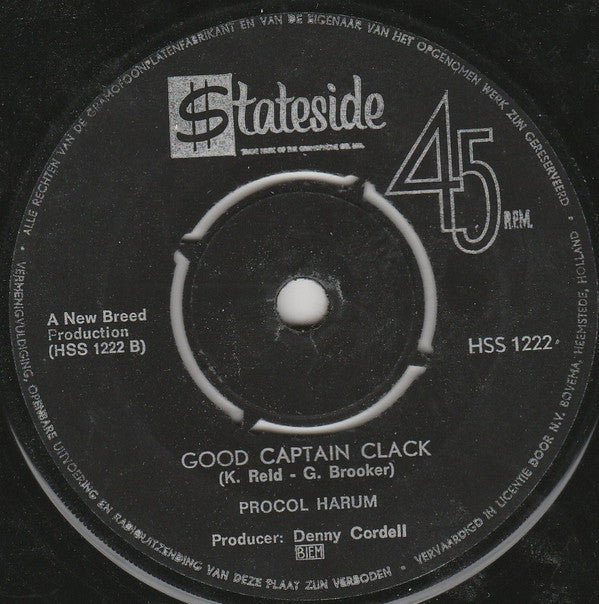 · ALLE RECHTEN VAN DE GRAMOFOONPLATENFABRIKANT EN VAN DE EIGENAAR VAN HET OPGENOMEN WERK ZIJN GERESERVEERD ·
$tateside
TRADE MARK OF THE GRAMOPHONE CO. LTD.
45 R.P.M.
A New Breed
Production
(HSS 1222 B)
HSS 1222
GOOD CAPTAIN CLACK
(K. Reid - G. Brooker)
PROCOL HARUM
Producer: Denny Cordell
BIEM
VERMENIGVULDIGING, OPENBARE UITVOERING EN RADIOUITZENDING VAN DEZE PLAAT ZIJN VERBODEN · VERVAARDIGD IN LICENTIE DOOR N.V. BOVEMA, HEEMSTEDE, HOLLAND